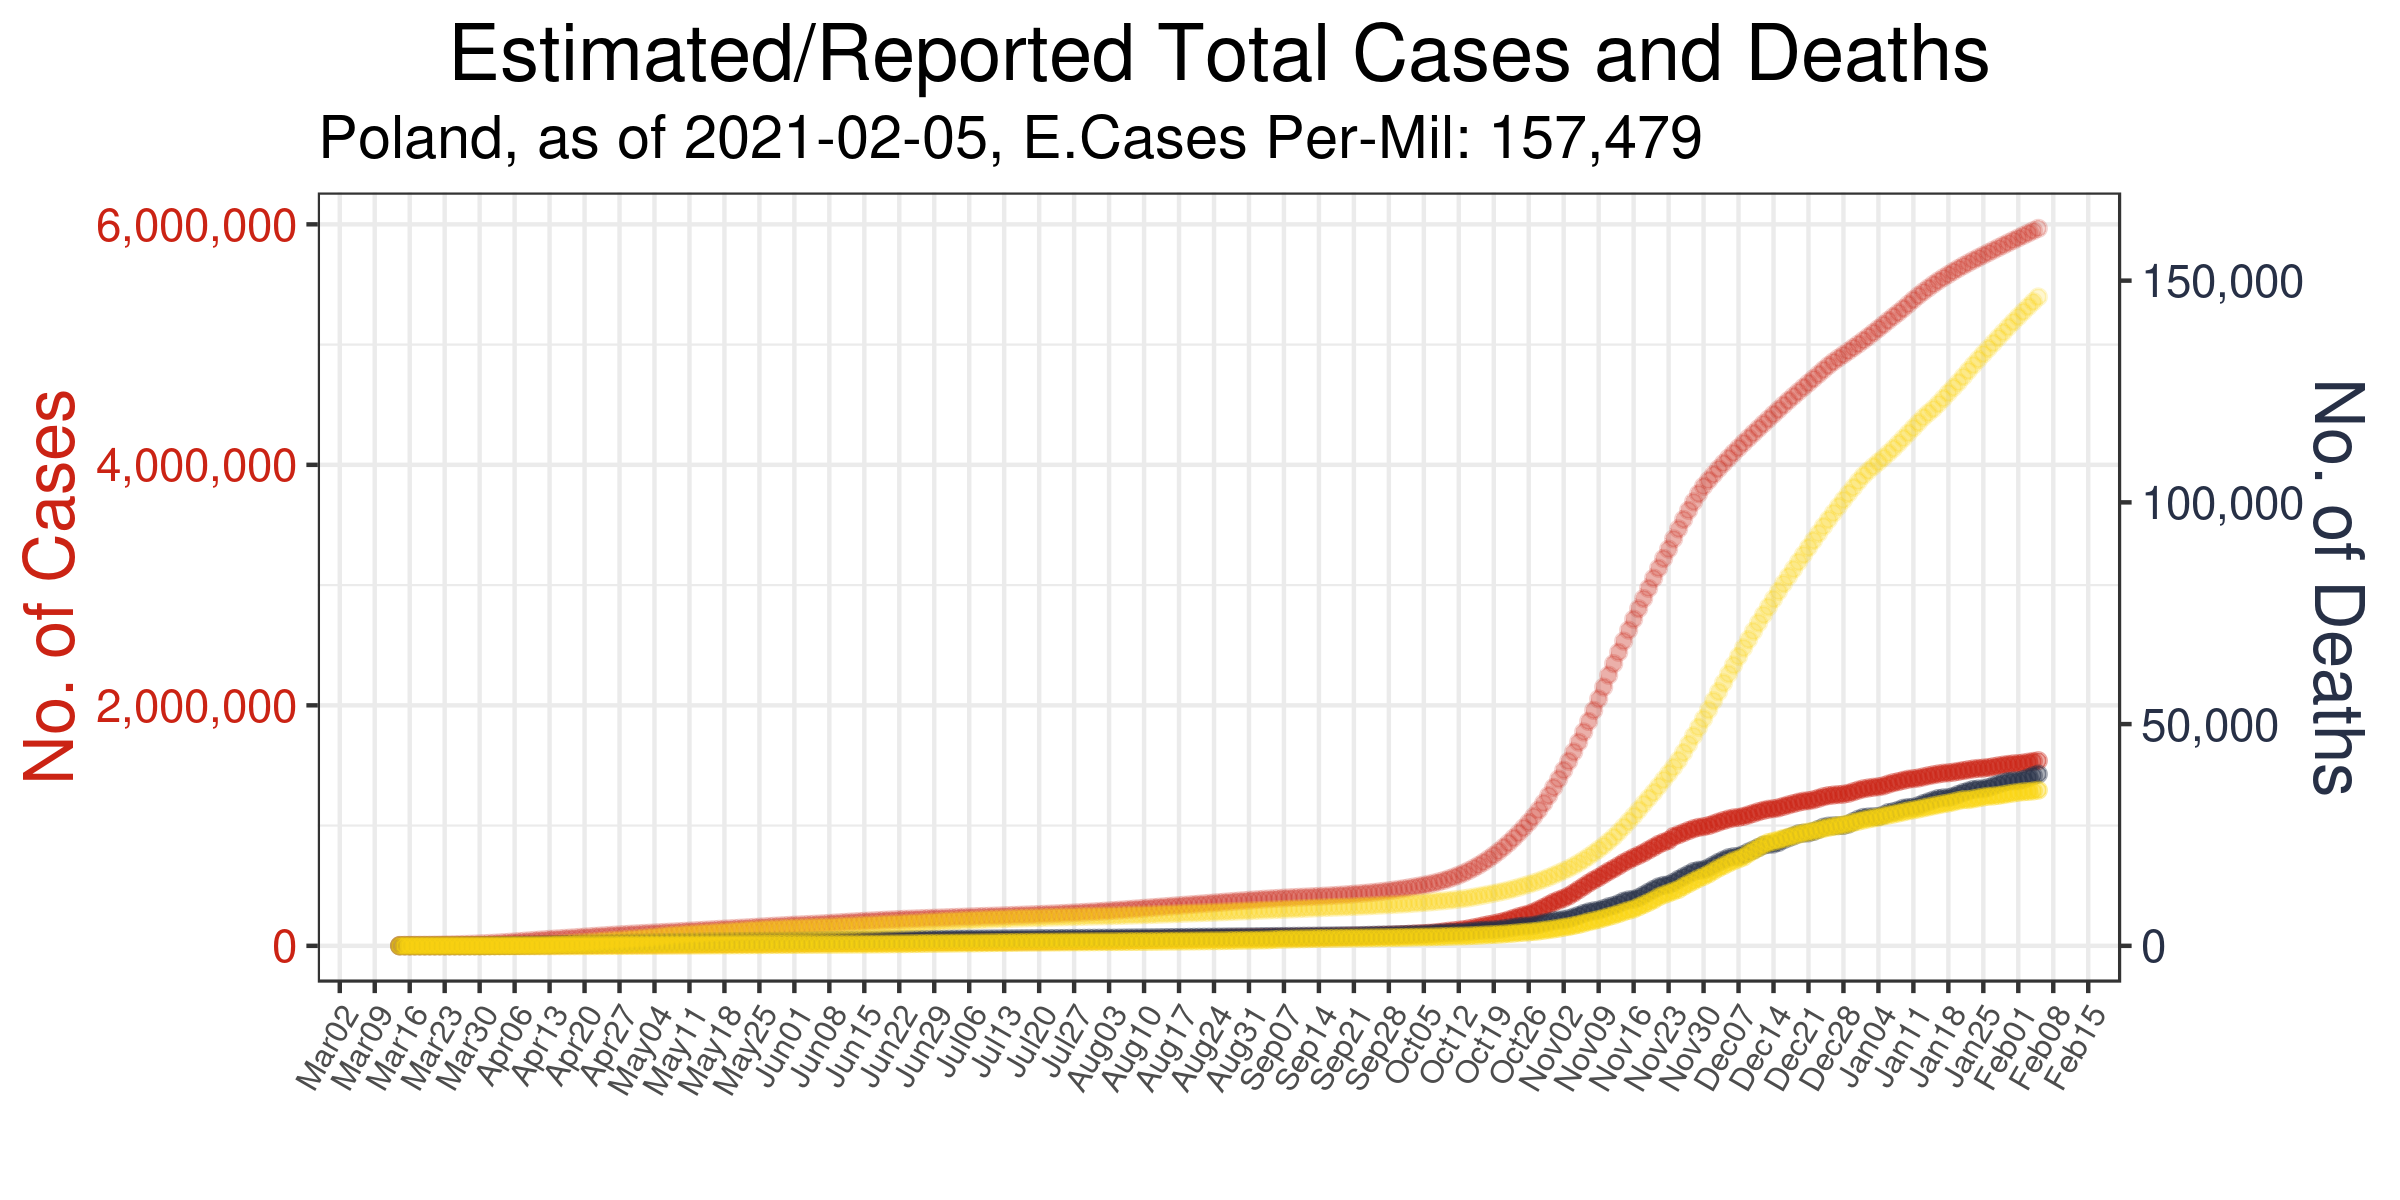 Estimated/Reported Total Cases and Deaths
Poland, as of 2021-02-05, E.Cases Per-Mil: 157,479
No. of Cases
6,000,000
4,000,000
2,000,000
0
150,000
100,000
50,000
0
No. of Deaths
Mar02
Mar09
Mar16
Mar23
Mar30
Apr06
Apr13
Apr20
Apr27
May04
May11
May18
May25
Jun01
Jun08
Jun15
Jun22
Jun29
Jul06
Jul13
Jul20
Jul27
Aug03
Aug10
Aug17
Aug24
Aug31
Sep07
Sep14
Sep21
Sep28
Oct05
Oct12
Oct19
Oct26
Nov02
Nov09
Nov16
Nov23
Nov30
Dec07
Dec14
Dec21
Dec28
Jan04
Jan11
Jan18
Jan25
Feb01
Feb08
Feb15